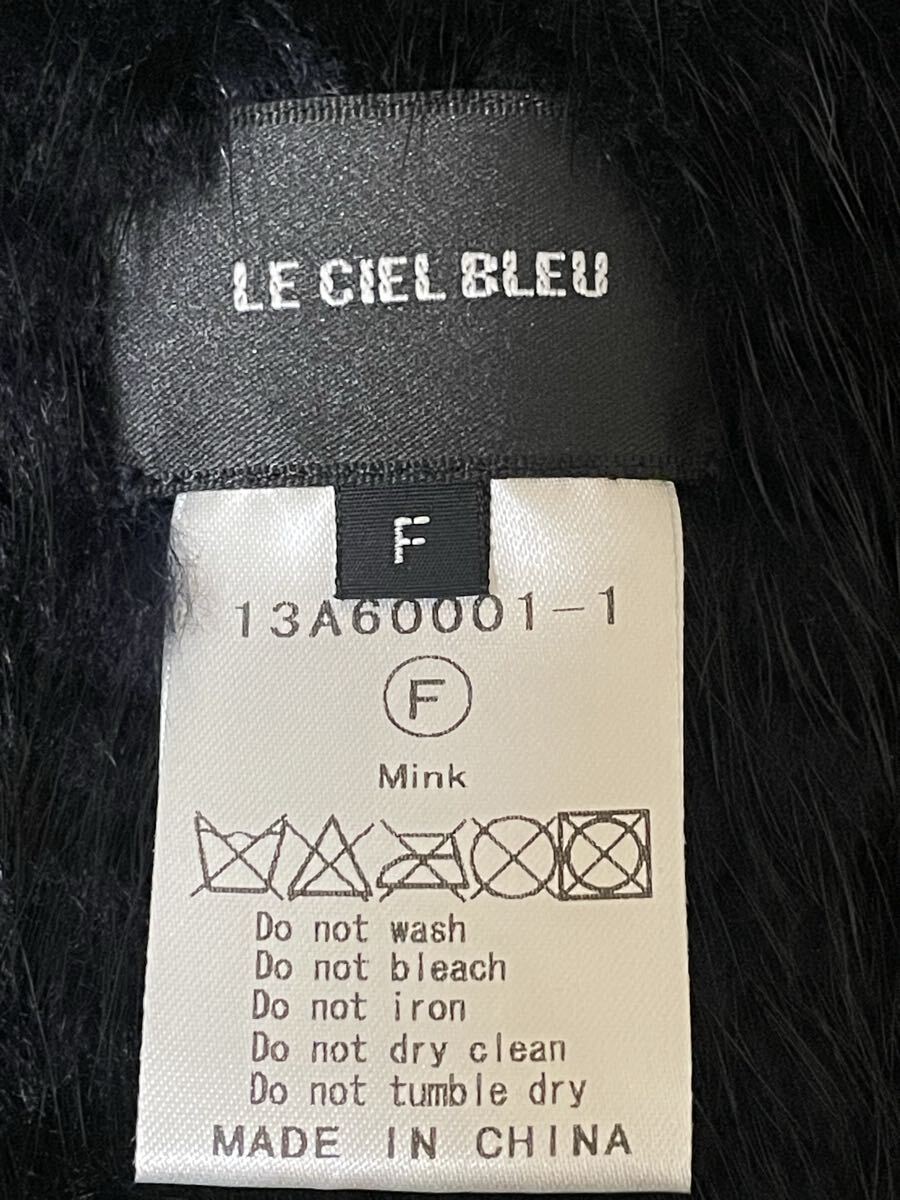 LE CIEL BLEU
F
13A60001-1
F
Mink
Do not wash
Do not bleach
Do not iron
Do not dry clean
Do not tumble dry
MADE IN CHINA